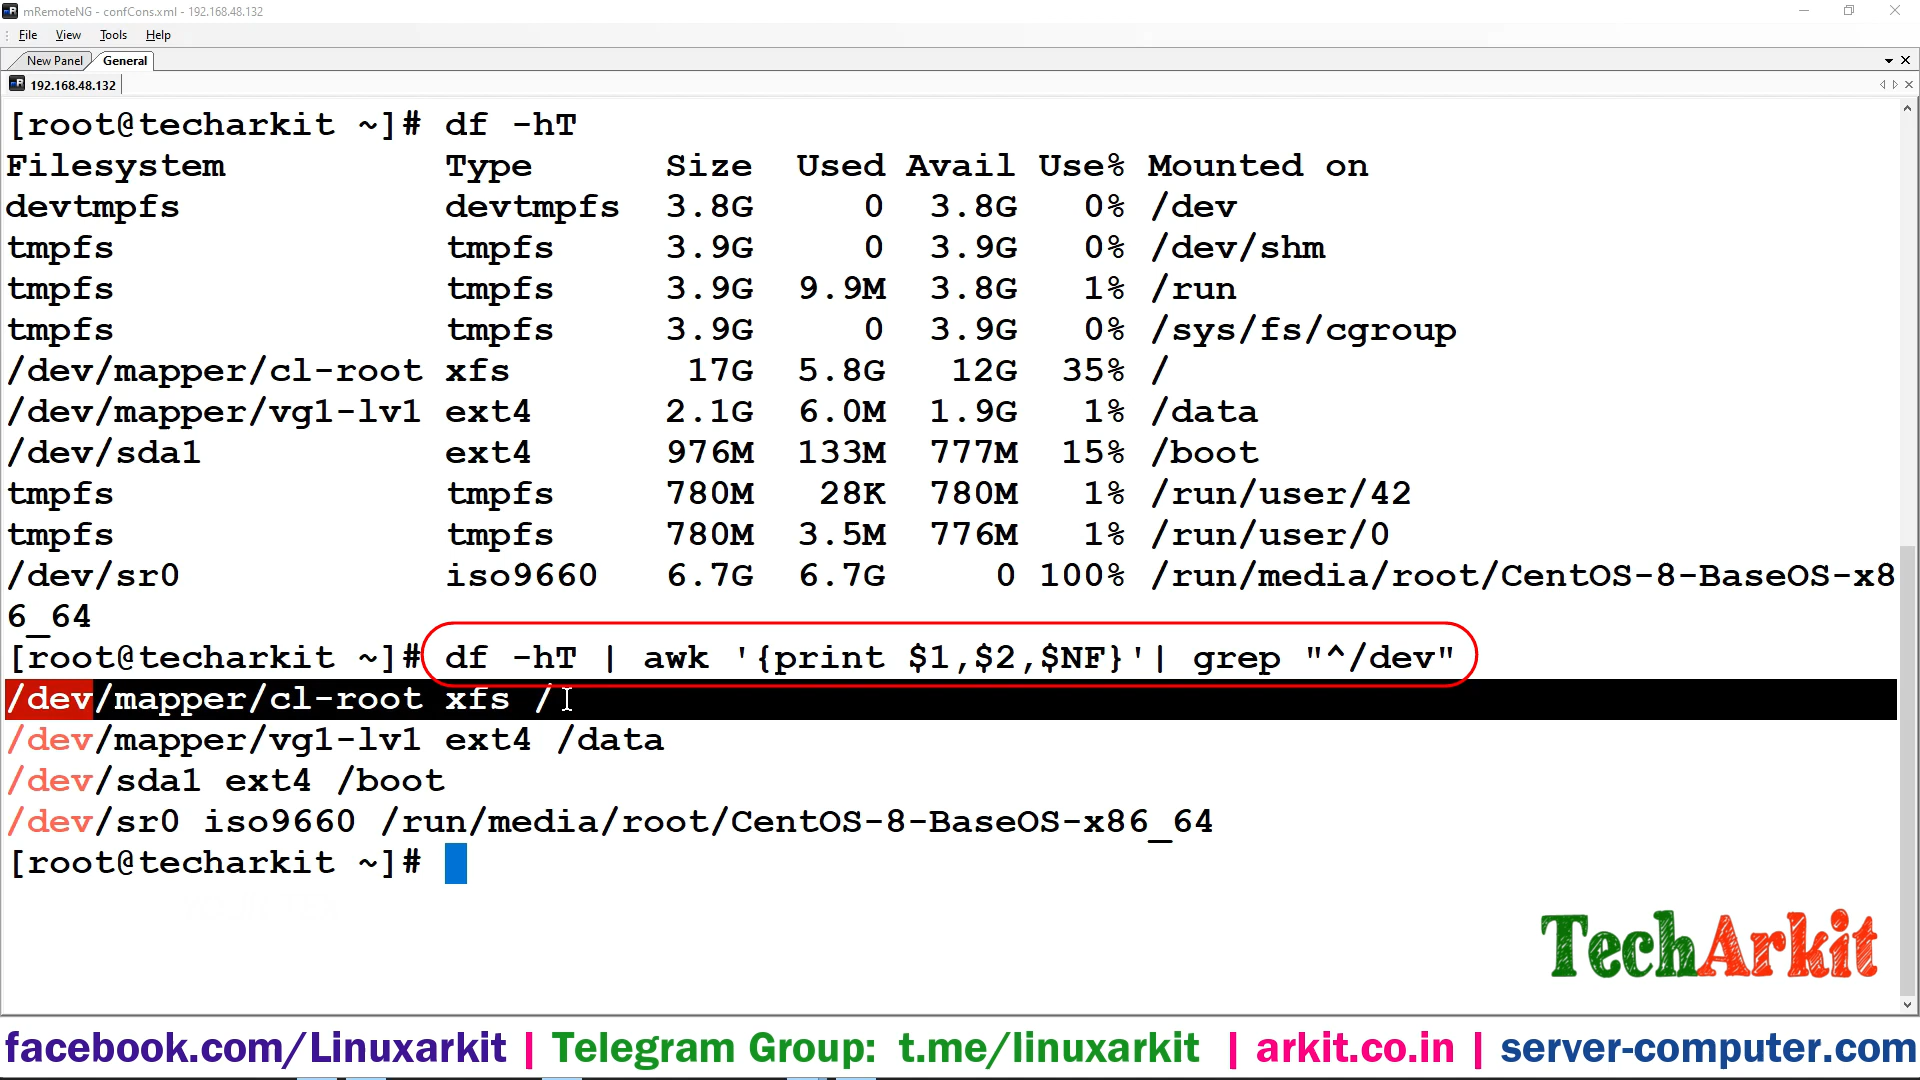 mRemoteNG - confCons.xml - 192.168.48.132
File View Tools Help
New Panel General
192.168.48.132
[root@techarkit ~]# df -hT
Filesystem Type Size Used Avail Use% Mounted on
devtmpfs devtmpfs 3.8G 0 3.8G 0% /dev
tmpfs tmpfs 3.9G 0 3.9G 0% /dev/shm
tmpfs tmpfs 3.9G 9.9M 3.8G 1% /run
tmpfs tmpfs 3.9G 0 3.9G 0% /sys/fs/cgroup
/dev/mapper/cl-root xfs 17G 5.8G 12G 35% /
/dev/mapper/vg1-lv1 ext4 2.1G 6.0M 1.9G 1% /data
/dev/sda1 ext4 976M 133M 777M 15% /boot
tmpfs tmpfs 780M 28K 780M 1% /run/user/42
tmpfs tmpfs 780M 3.5M 776M 1% /run/user/0
/dev/sr0 iso9660 6.7G 6.7G 0 100% /run/media/root/CentOS-8-BaseOS-x8
6_64
[root@techarkit ~]# df -hT | awk '{print $1,$2,$NF}'| grep "^/dev"
/dev/mapper/cl-root xfs /
/dev/mapper/vg1-lv1 ext4 /data
/dev/sda1 ext4 /boot
/dev/sr0 iso9660 /run/media/root/CentOS-8-BaseOS-x86_64
[root@techarkit ~]#
TechArkit
facebook.com/Linuxarkit | Telegram Group: t.me/linuxarkit | arkit.co.in | server-computer.com